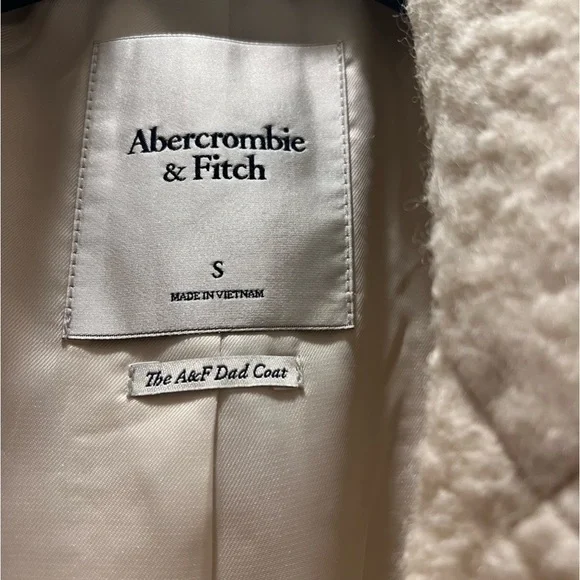 Abercrombie
& Fitch
S
MADE IN VIETNAM
The A&F Dad Coat